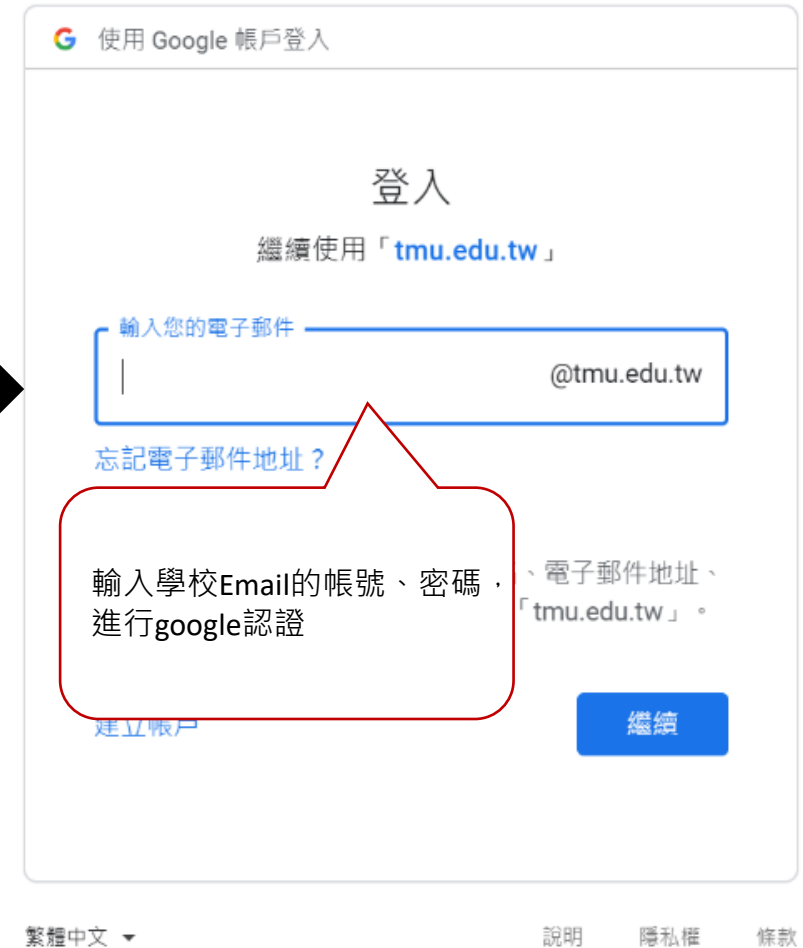 使用 Google 帳戶登入
登入
繼續使用「tmu.edu.tw」
輸入您的電子郵件
@tmu.edu.tw
忘記電子郵件地址？
輸入學校Email的帳號、密碼，
進行google認證
、電子郵件地址、
「tmu.edu.tw」。
建立帳戶
繼續
繁體中文
說明 隱私權 條款